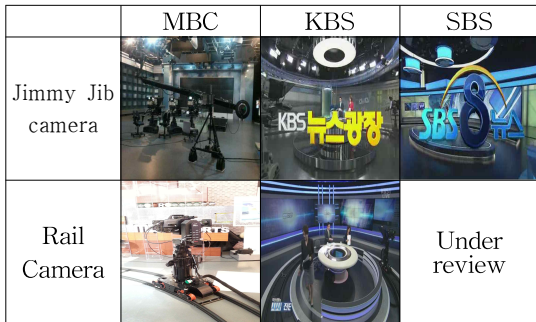 MBC KBS SBS
Jimmy Jib
camera
KBS 뉴스광장
SBS 8 뉴스
Rail
Camera
Under
review